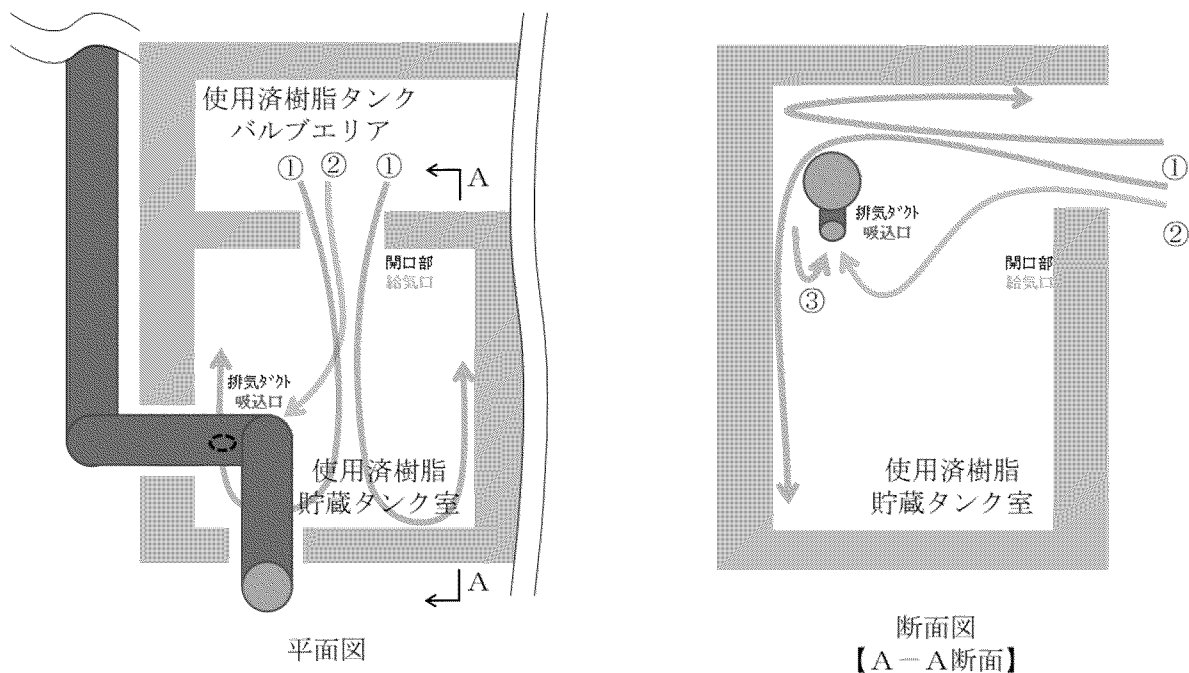 使用済樹脂タンク
バルブエリア
① ② ①
A
開口部
給気口
排気ダクト
吸込口
使用済樹脂
貯蔵タンク室
A
平面図
①
②
排気ダクト
吸込口
開口部
給気口
③
使用済樹脂
貯蔵タンク室
断面図
【A－A断面】